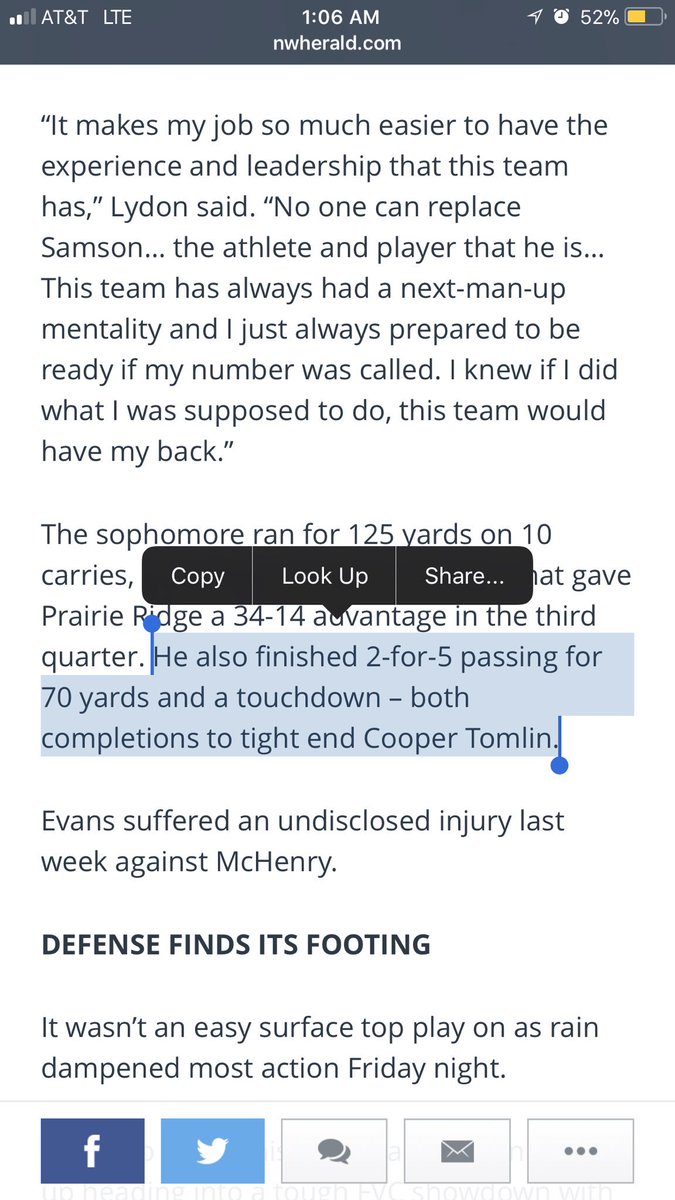 AT&T LTE 1:06 AM 52%
nwherald.com
“It makes my job so much easier to have the
experience and leadership that this team
has,” Lydon said. “No one can replace
Samson... the athlete and player that he is...
This team has always had a next-man-up
mentality and I just always prepared to be
ready if my number was called. I knew if I did
what I was supposed to do, this team would
have my back.”
The sophomore ran for 125 yards on 10
carries, Copy Look Up Share... hat gave
Prairie Ridge a 34-14 advantage in the third
quarter. He also finished 2-for-5 passing for
70 yards and a touchdown – both
completions to tight end Cooper Tomlin.
Evans suffered an undisclosed injury last
week against McHenry.
DEFENSE FINDS ITS FOOTING
It wasn’t an easy surface top play on as rain
dampened most action Friday night.
f
up heading into a tough FVC showdown with